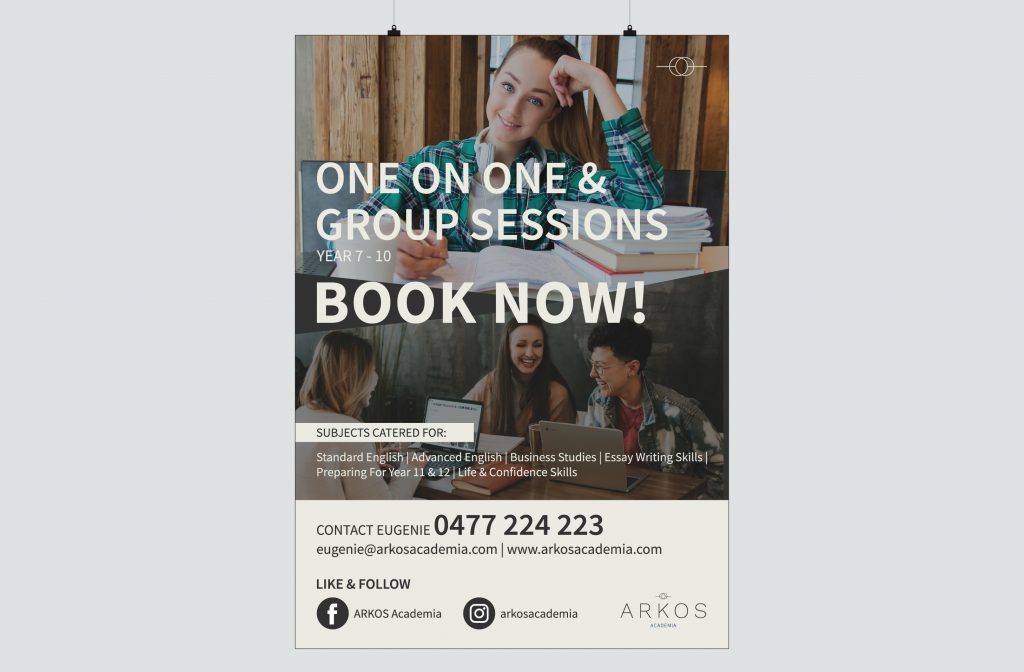 ONE ON ONE &
GROUP SESSIONS
YEAR 7 - 10
BOOK NOW!
SUBJECTS CATERED FOR:
Standard English | Advanced English | Business Studies | Essay Writing Skills |
Preparing For Year 11 & 12 | Life & Confidence Skills
CONTACT EUGENIE 0477 224 223
eugenie@arkosacademia.com | www.arkosacademia.com
LIKE & FOLLOW
ARKOS Academia
arkosacademia
ARKOS
ACADEMIA